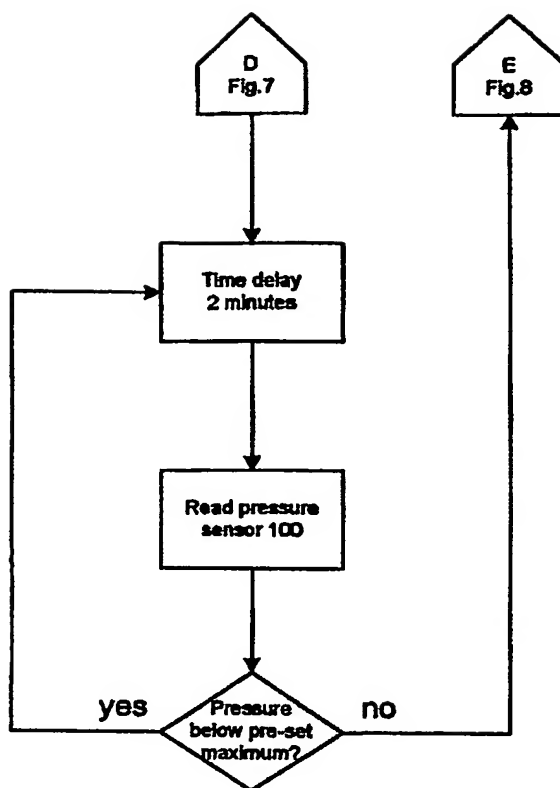 D
Fig.7
E
Fig.8
Time delay
2 minutes
Read pressure
sensor 100
yes
Pressure
below pre-set
maximum?
no